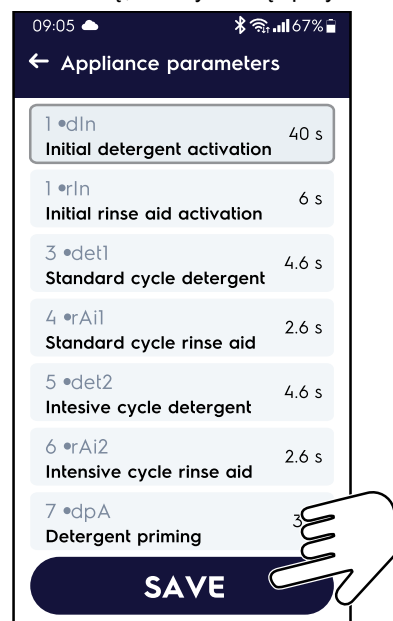 09:05 67%
← Appliance parameters
1 •dIn
Initial detergent activation
40 s
1 •rIn
Initial rinse aid activation
6 s
3 •det1
Standard cycle detergent
4.6 s
4 •rAi1
Standard cycle rinse aid
2.6 s
5 •det2
Intesive cycle detergent
4.6 s
6 •rAi2
Intensive cycle rinse aid
2.6 s
7 •dpA
Detergent priming
SAVE